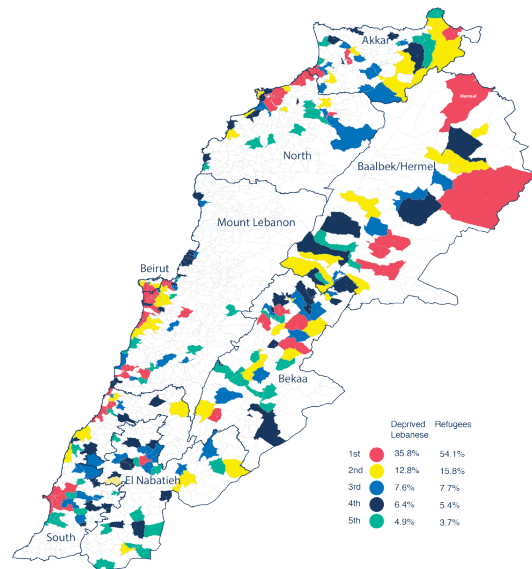 Akkar
Hermel
North
Baalbek/Hermel
Mount Lebanon
Beirut
Bekaa
El Nabatieh
South
Deprived Lebanese Refugees
1st 35.8% 54.1%
2nd 12.8% 15.8%
3rd 7.6% 7.7%
4th 6.4% 5.4%
5th 4.9% 3.7%